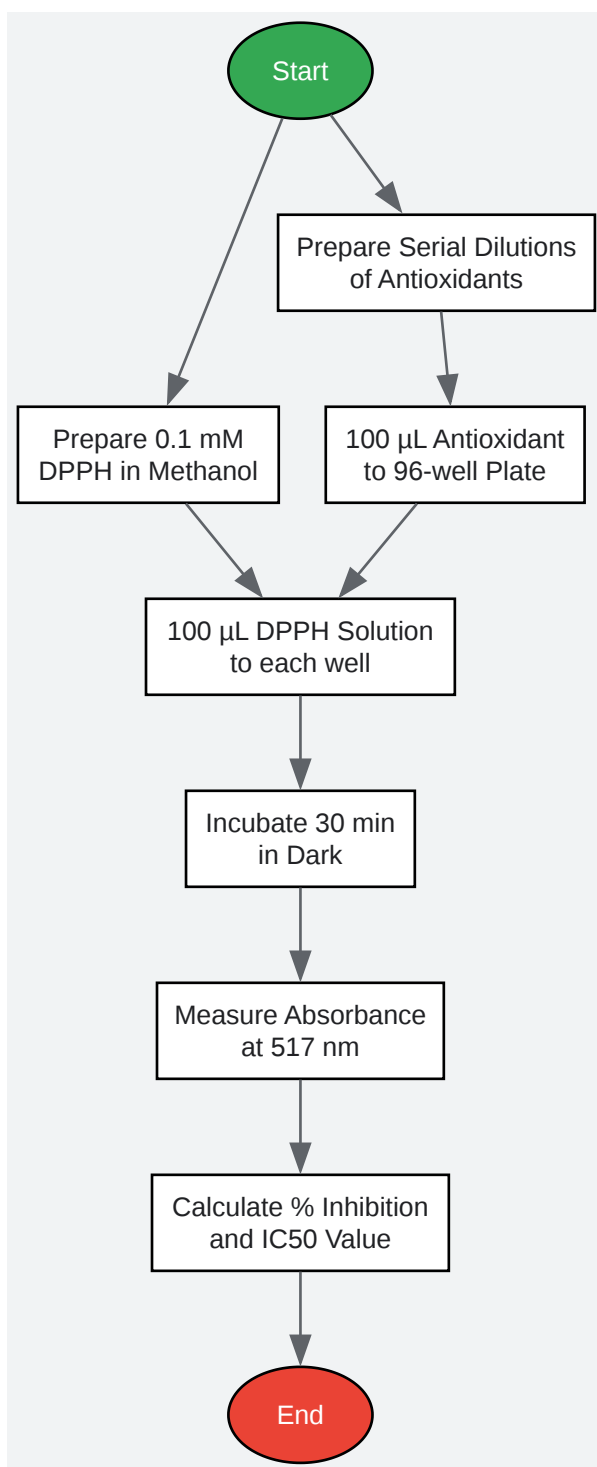 Start
Prepare Serial Dilutions
of Antioxidants
Prepare 0.1 mM
DPPH in Methanol
100 µL Antioxidant
to 96-well Plate
100 µL DPPH Solution
to each well
Incubate 30 min
in Dark
Measure Absorbance
at 517 nm
Calculate % Inhibition
and IC50 Value
End